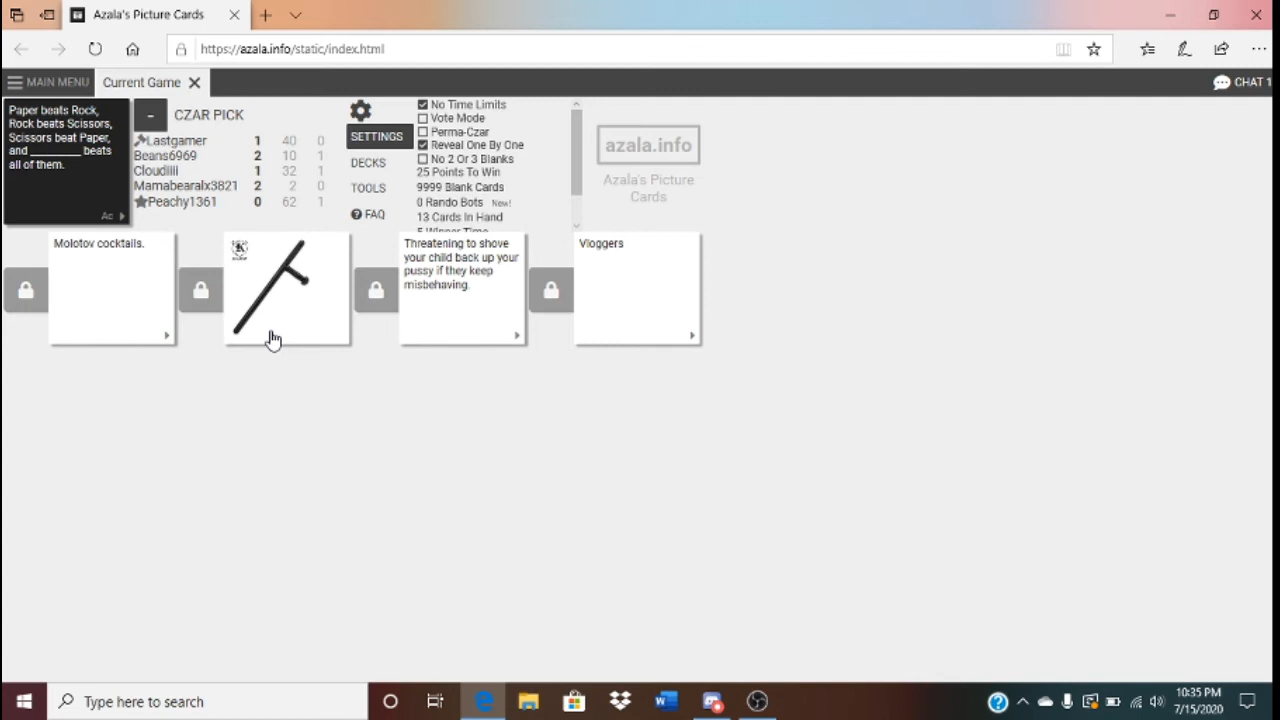 Azala's Picture Cards
https://azala.info/static/index.html
MAIN MENU
Current Game
CHAT 1
Paper beats Rock,
Rock beats Scissors,
Scissors beat Paper,
and _________ beats
all of them.
Ac
-
CZAR PICK
Lastgamer 1 40 0
Beans6969 2 10 1
Cloudiiii 1 32 1
Mamabearalx3821 2 2 0
Peachy1361 0 62 1
SETTINGS
DECKS
TOOLS
FAQ
No Time Limits
Vote Mode
Perma-Czar
Reveal One By One
No 2 Or 3 Blanks
25 Points To Win
9999 Blank Cards
0 Rando Bots New!
13 Cards In Hand
5 Winner Time
azala.info
Azala's Picture
Cards
Molotov cocktails.
Threatening to shove
your child back up your
pussy if they keep
misbehaving.
Vloggers
Type here to search
10:35 PM
7/15/2020